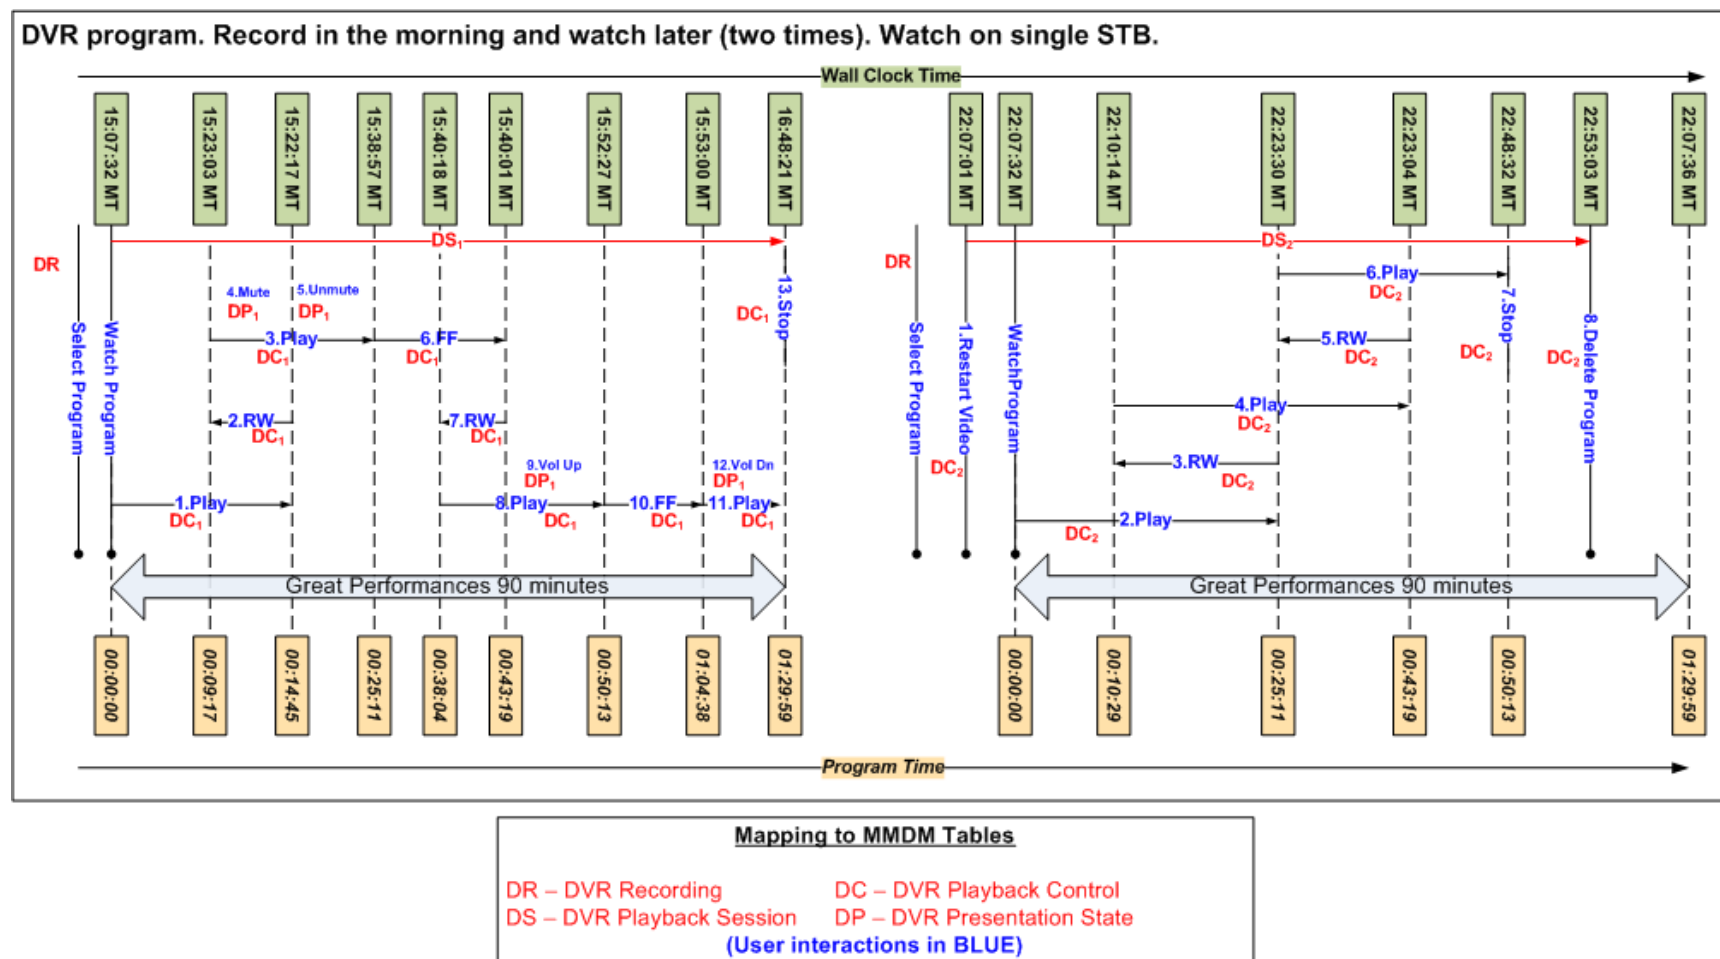 DVR program. Record in the morning and watch later (two times). Watch on single STB.
Wall Clock Time
15:07:32 MT
15:23:03 MT
15:22:17 MT
15:38:57 MT
15:40:18 MT
15:40:01 MT
15:52:27 MT
15:53:00 MT
16:48:21 MT
22:07:01 MT
22:07:32 MT
22:10:14 MT
22:23:30 MT
22:23:04 MT
22:48:32 MT
22:53:03 MT
22:07:36 MT
DS1
DS2
DR
DR
Select Program
Watch Program
4.Mute
DP1
5.Unmute
DP1
3.Play
DC1
6.FF
DC1
2.RW
DC1
7.RW
DC1
1.Play
DC1
9.Vol Up
DP1
8.Play
DC1
10.FF
DC1
12.Vol Dn
DP1
11.Play
DC1
13.Stop
DC1
Select Program
1.Restart Video
DC2
WatchProgram
6.Play
DC2
7.Stop
DC2
5.RW
DC2
8.Delete Program
DC2
4.Play
DC2
3.RW
DC2
2.Play
DC2
Great Performances 90 minutes
Great Performances 90 minutes
00:00:00
00:09:17
00:14:45
00:25:11
00:38:04
00:43:19
00:50:13
01:04:38
01:29:59
00:00:00
00:10:29
00:25:11
00:43:19
00:50:13
01:29:59
Program Time
Mapping to MMDM Tables
DR – DVR Recording
DC – DVR Playback Control
DS – DVR Playback Session
DP – DVR Presentation State
(User interactions in BLUE)